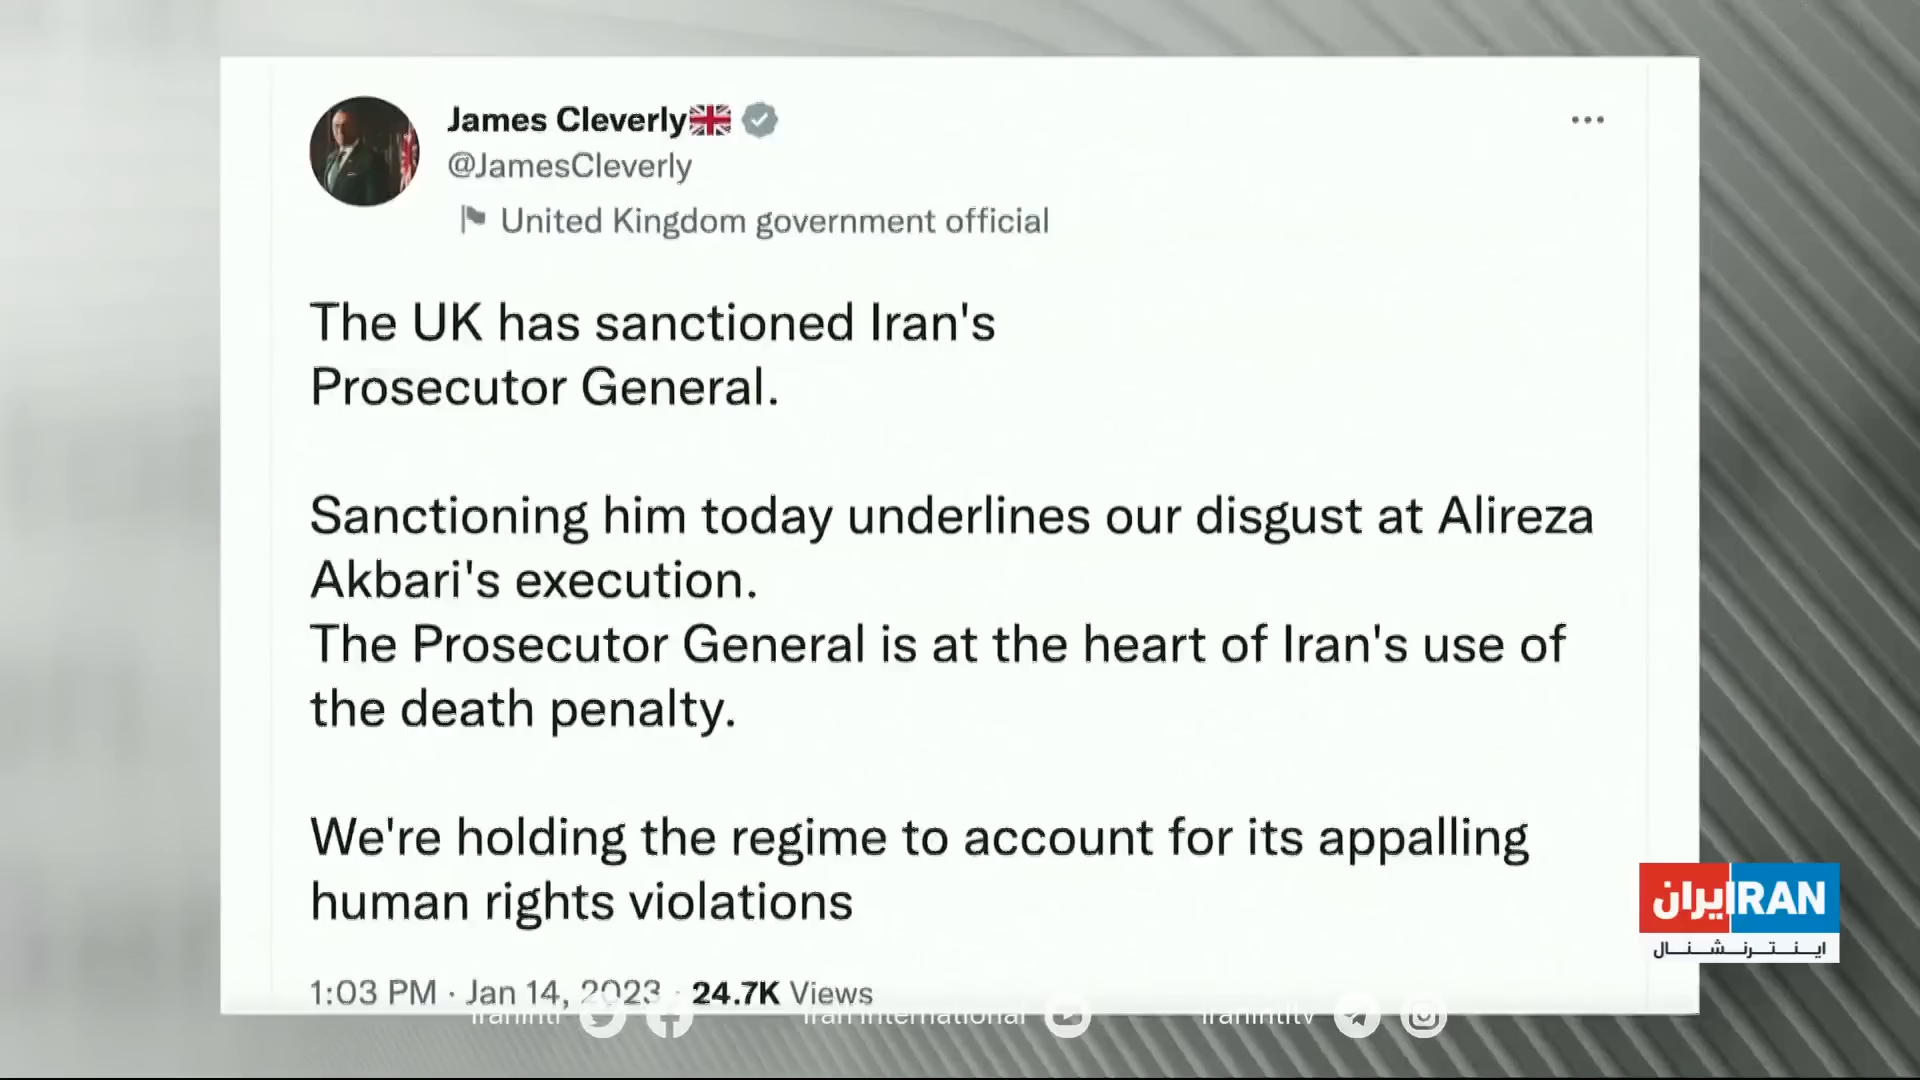 James Cleverly
@JamesCleverly
United Kingdom government official
The UK has sanctioned Iran's
Prosecutor General.
Sanctioning him today underlines our disgust at Alireza
Akbari's execution.
The Prosecutor General is at the heart of Iran's use of
the death penalty.
We're holding the regime to account for its appalling
human rights violations
1:03 PM · Jan 14, 2023 · 24.7K Views
ایران IRAN
اینترنشنال
iranintl
iran international
iranintltv